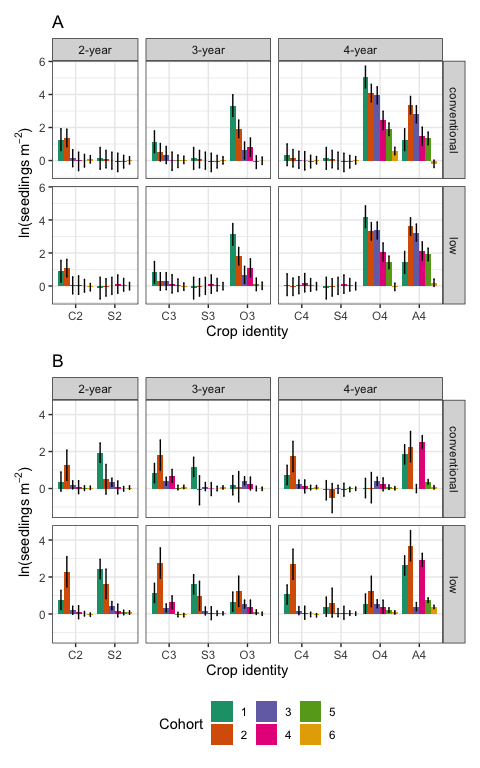 A
2-year 3-year 4-year
6
4
2
0
conventional
6
4
2
0
low
ln(seedlings m⁻²)
C2 S2 C3 S3 O3 C4 S4 O4 A4
Crop identity
B
2-year 3-year 4-year
4
2
0
conventional
4
2
0
low
ln(seedlings m⁻²)
C2 S2 C3 S3 O3 C4 S4 O4 A4
Crop identity
Cohort
1 3 5
2 4 6